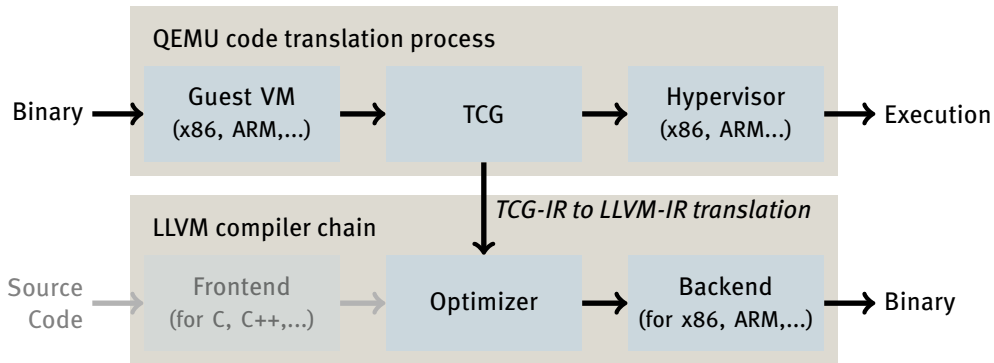 QEMU code translation process
Binary
Guest VM
(x86, ARM,...)
TCG
Hypervisor
(x86, ARM...)
Execution
TCG-IR to LLVM-IR translation
LLVM compiler chain
Source
Code
Frontend
(for C, C++,...)
Optimizer
Backend
(for x86, ARM,...)
Binary